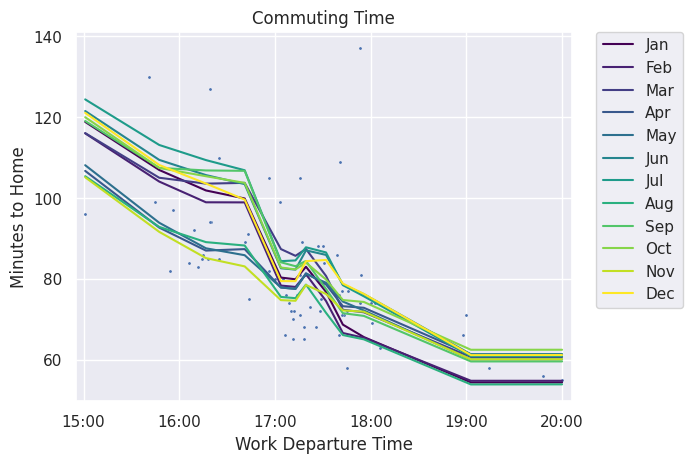 Commuting Time
140
120
100
80
60
Minutes to Home
15:00 16:00 17:00 18:00 19:00 20:00
Work Departure Time
Jan
Feb
Mar
Apr
May
Jun
Jul
Aug
Sep
Oct
Nov
Dec